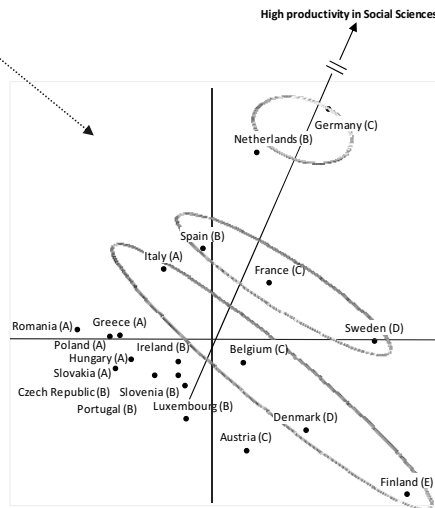 High productivity in Social Sciences
Germany (C)
Netherlands (B)
Spain (B)
Italy (A)
France (C)
Romania (A)
Greece (A)
Sweden (D)
Poland (A)
Hungary (A)
Ireland (B)
Belgium (C)
Slovakia (A)
Czech Republic (B)
Slovenia (B)
Portugal (B)
Luxembourg (B)
Denmark (D)
Austria (C)
Finland (E)